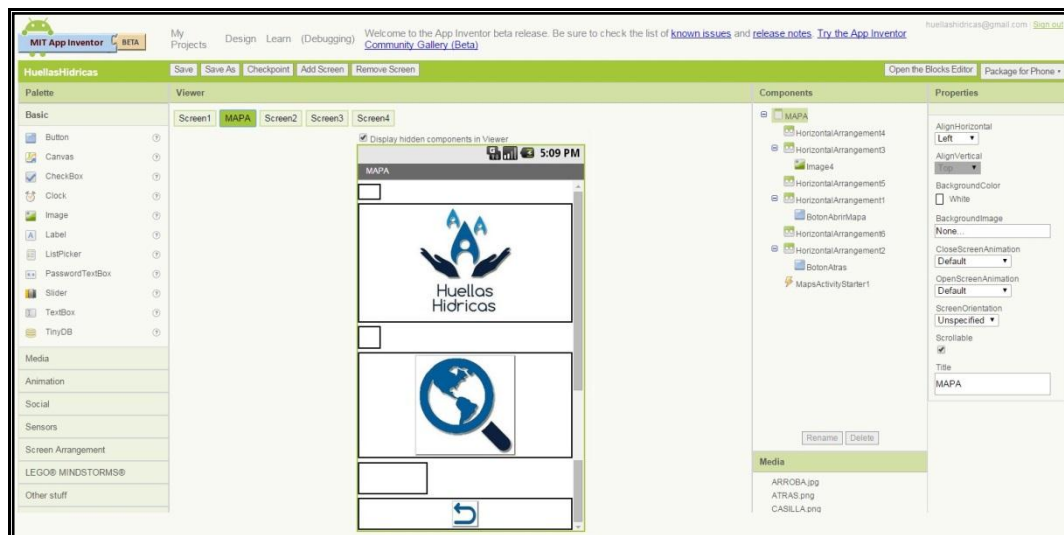 huellashidricas@gmail.com Sign out
MIT App Inventor BETA
My Projects Design Learn (Debugging)
Welcome to the App Inventor beta release. Be sure to check the list of known issues and release notes. Try the App Inventor
Community Gallery (Beta)
HuellasHidricas
Save Save As Checkpoint Add Screen Remove Screen
Open the Blocks Editor Package for Phone
Palette
Basic
Button
Canvas
CheckBox
Clock
Image
Label
ListPicker
PasswordTextBox
Slider
TextBox
TinyDB
Media
Animation
Social
Sensors
Screen Arrangement
LEGO® MINDSTORMS®
Other stuff
Viewer
Screen1 MAPA Screen2 Screen3 Screen4
Display hidden components in Viewer
5:09 PM
MAPA
Huellas
Hidricas
Components
MAPA
HorizontalArrangement4
HorizontalArrangement3
Image4
HorizontalArrangement5
HorizontalArrangement1
BotonAbrirMapa
HorizontalArrangement6
HorizontalArrangement2
BotonAtras
MapsActivityStarter1
Rename Delete
Media
ARROBA.jpg
ATRAS.png
CASILLA.png
Properties
AlignHorizontal
Left
AlignVertical
Top
BackgroundColor
White
BackgroundImage
None...
CloseScreenAnimation
Default
OpenScreenAnimation
Default
ScreenOrientation
Unspecified
Scrollable
Title
MAPA